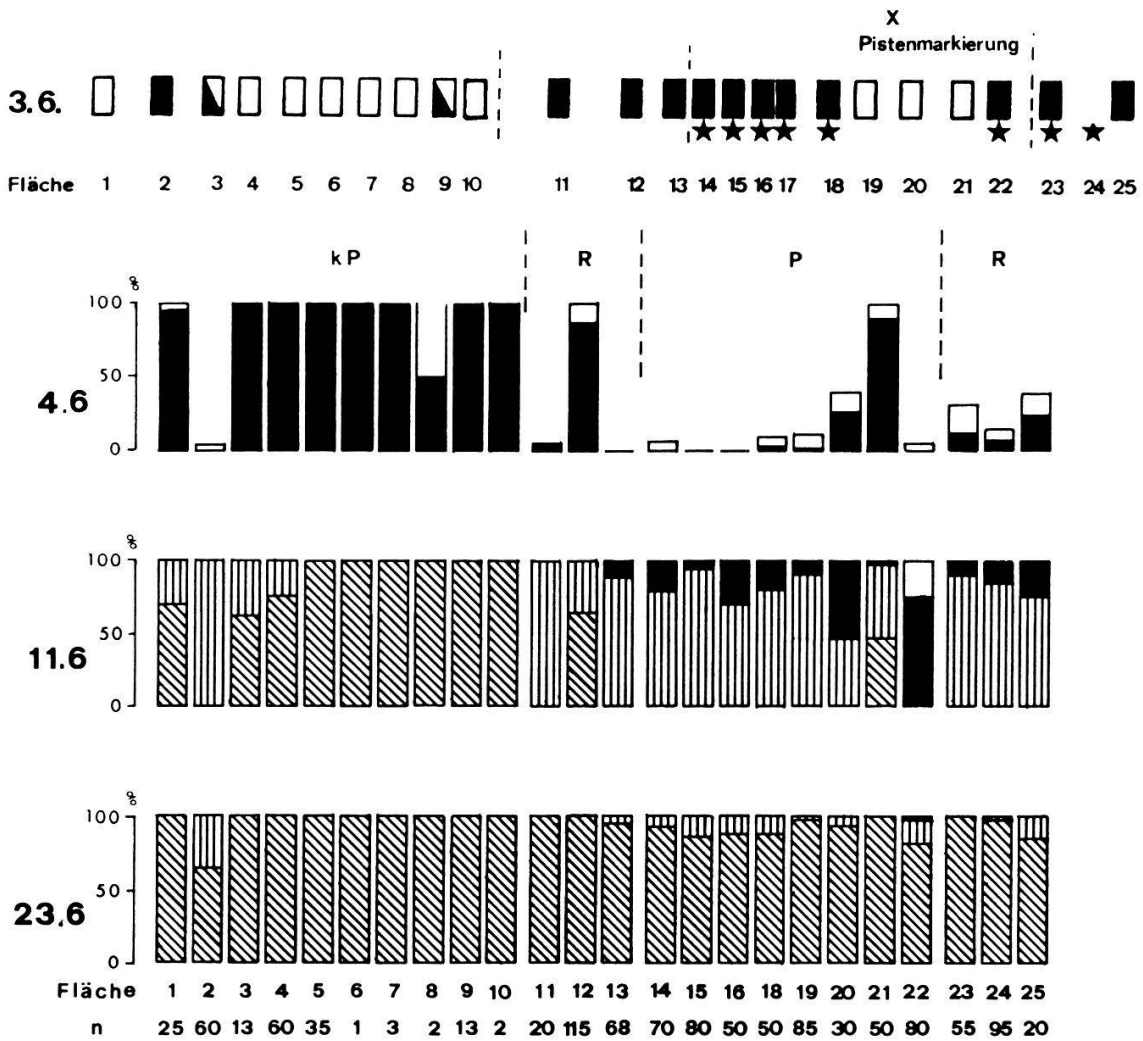 X
Pistenmarkierung
3.6.
Fläche 1 2 3 4 5 6 7 8 9 10 11 12 13 14 15 16 17 18 19 20 21 22 23 24 25
k P R P R
%
100
50
0
4.6
%
100
50
0
11.6
%
100
50
0
23.6
Fläche 1 2 3 4 5 6 7 8 9 10 11 12 13 14 15 16 18 19 20 21 22 23 24 25
n 25 60 13 60 35 1 3 2 13 2 20 115 68 70 80 50 50 85 30 50 80 55 95 20